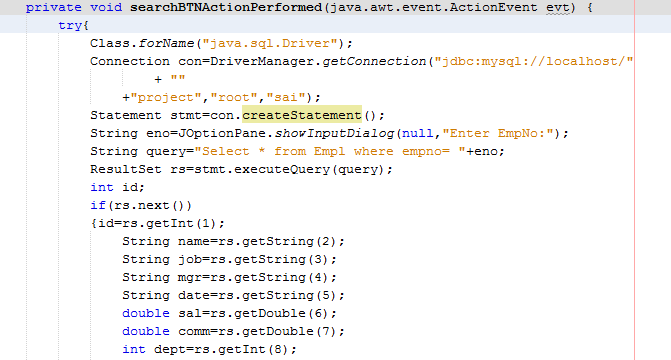 private void searchBTNActionPerformed(java.awt.event.ActionEvent evt) {
try{
Class.forName("java.sql.Driver");
Connection con=DriverManager.getConnection("jdbc:mysql://localhost/"
+ ""
+"project","root","sai");
Statement stmt=con.createStatement();
String eno=JOptionPane.showInputDialog(null,"Enter EmpNo:");
String query="Select * from Empl where empno= "+eno;
ResultSet rs=stmt.executeQuery(query);
int id;
if(rs.next())
{id=rs.getInt(1);
String name=rs.getString(2);
String job=rs.getString(3);
String mgr=rs.getString(4);
String date=rs.getString(5);
double sal=rs.getDouble(6);
double comm=rs.getDouble(7);
int dept=rs.getInt(8);